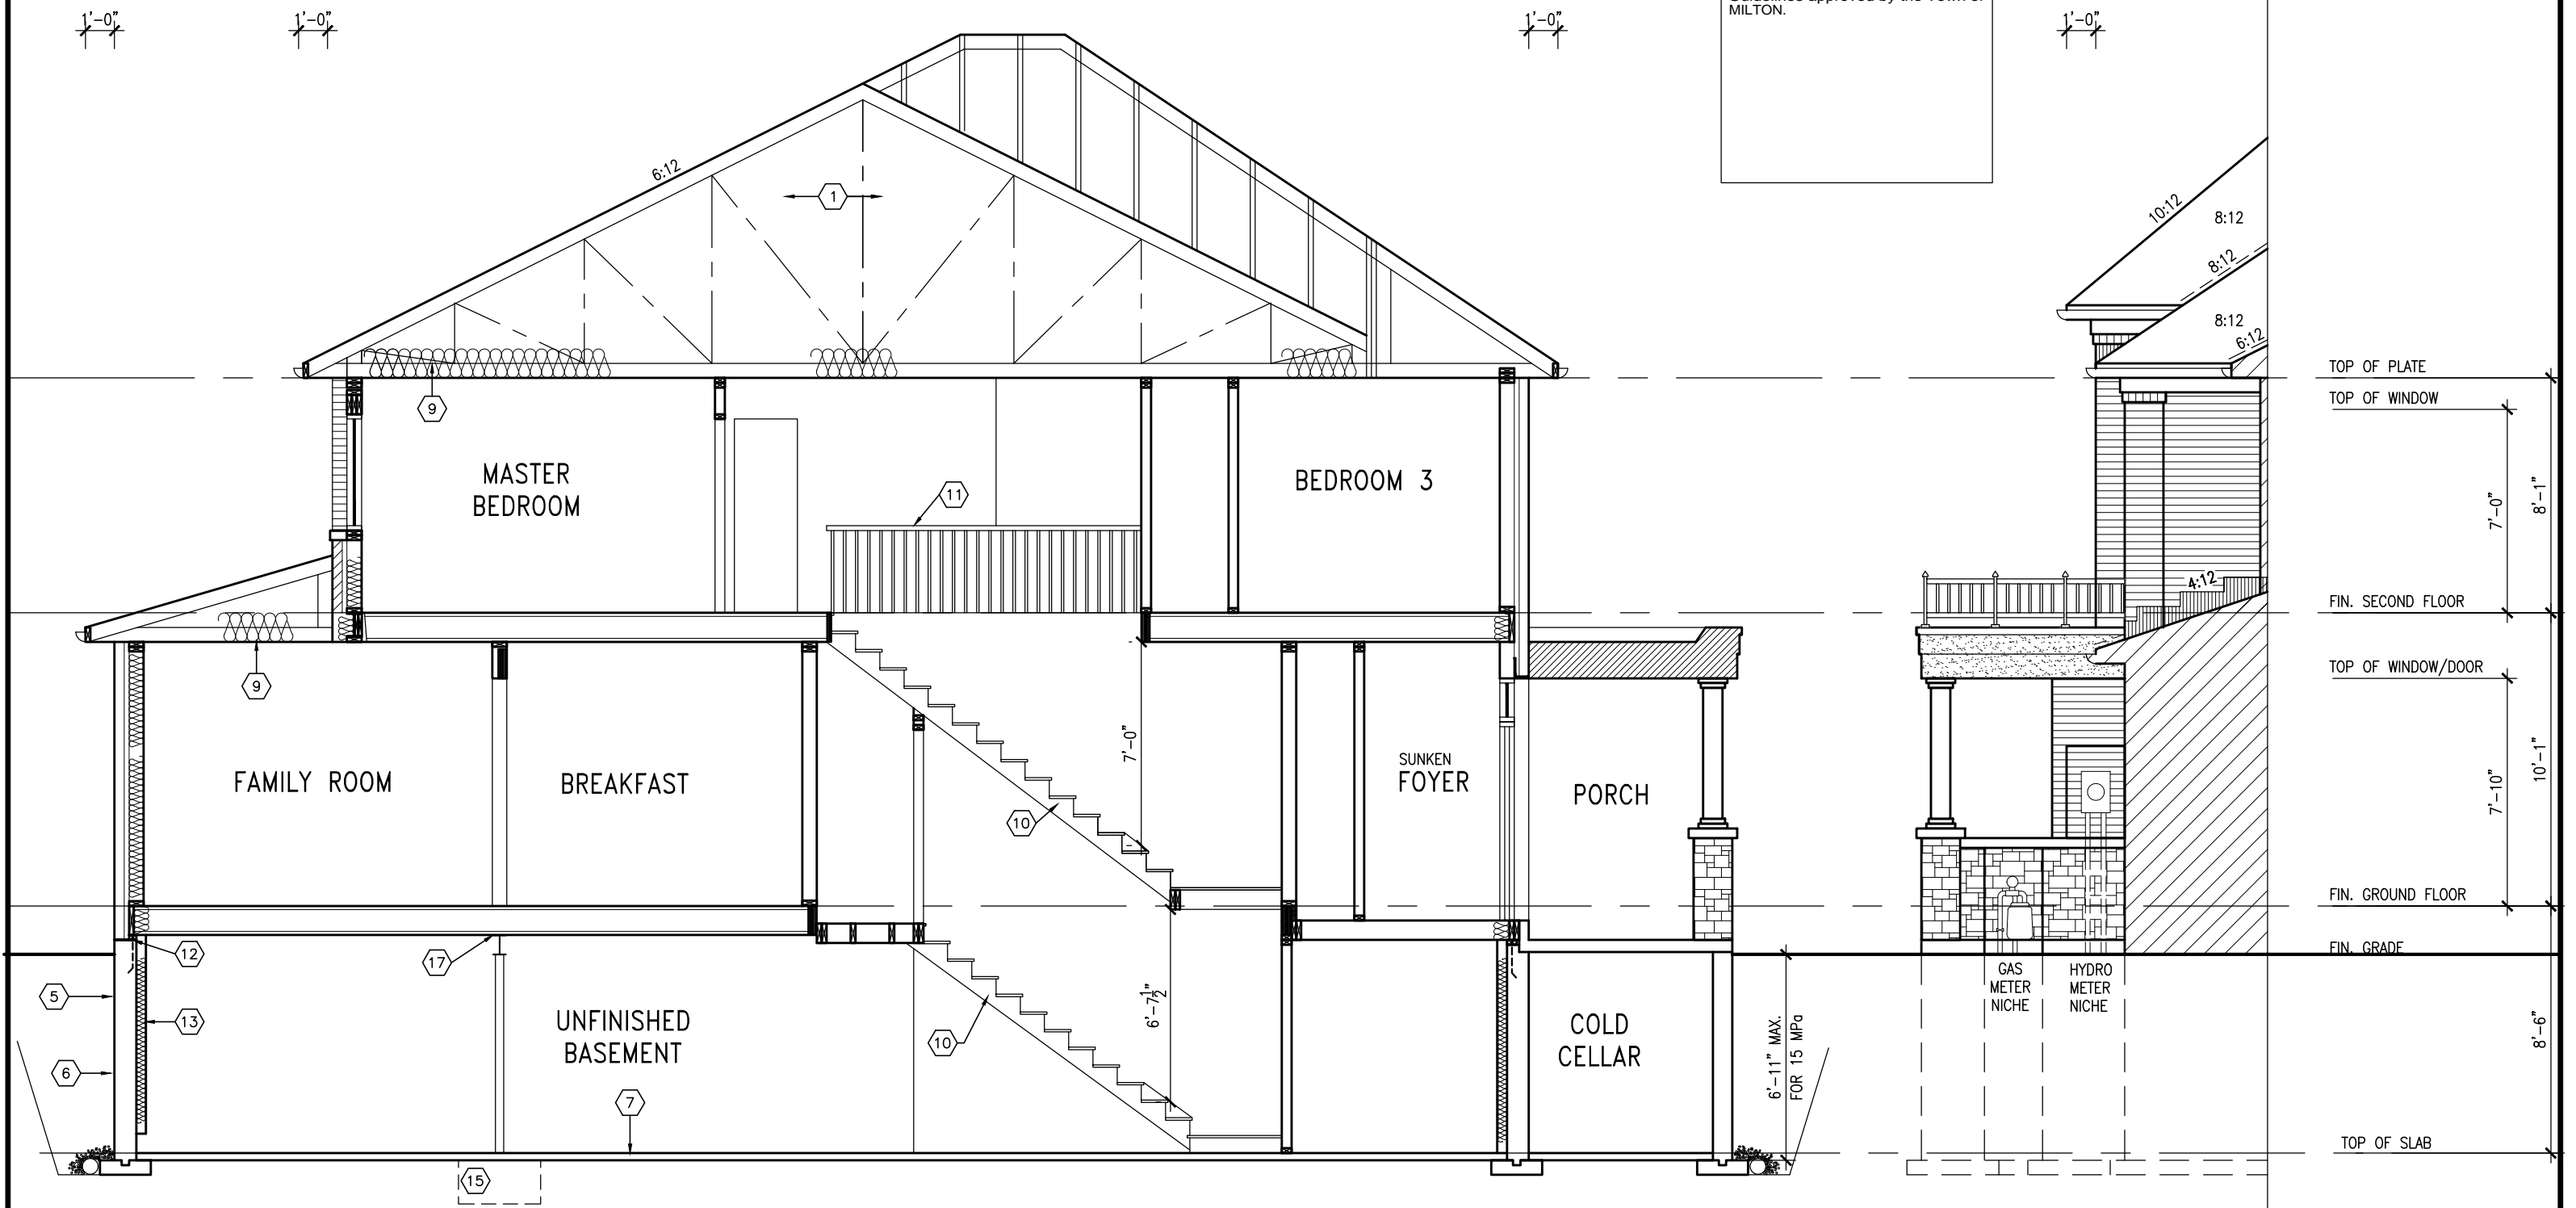 1'-0"
1'-0"
1'-0"
MILTON.
1'-0"
6:12
1
10:12
8:12
8:12
8:12
6:12
TOP OF PLATE
TOP OF WINDOW
9
MASTER
BEDROOM
11
BEDROOM 3
7'-0"
8'-1"
4:12
FIN. SECOND FLOOR
TOP OF WINDOW/DOOR
9
7'-0"
FAMILY ROOM
BREAKFAST
10
SUNKEN
FOYER
PORCH
7'-10"
10'-1"
FIN. GROUND FLOOR
FIN. GRADE
12
17
5
13
6
UNFINISHED
BASEMENT
7
10
6'-7 1/2"
COLD
CELLAR
6'-11" MAX.
FOR 15 MPa
GAS
METER
NICHE
HYDRO
METER
NICHE
8'-6"
TOP OF SLAB
15